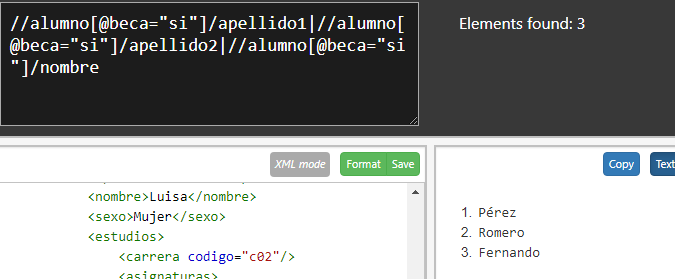 //alumno[@beca="si"]/apellido1|//alumno[
@beca="si"]/apellido2|//alumno[@beca="si
"]/nombre
Elements found: 3
XML mode
Format
Save
Copy
Text
<nombre>Luisa</nombre>
<sexo>Mujer</sexo>
<estudios>
<carrera codigo="c02"/>
<asignaturas>
1. Pérez
2. Romero
3. Fernando